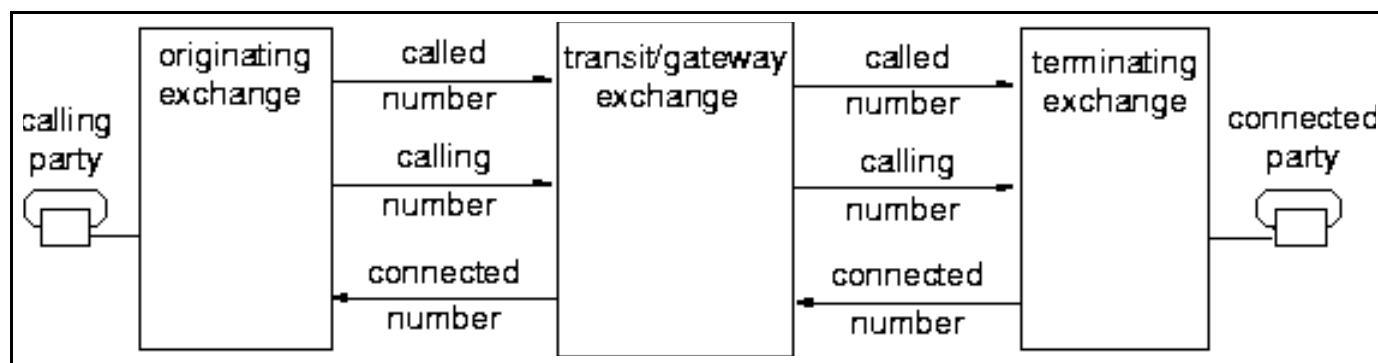 calling
party
originating
exchange
called
number
calling
number
connected
number
transit/gateway
exchange
called
number
calling
number
connected
number
terminating
exchange
connected
party